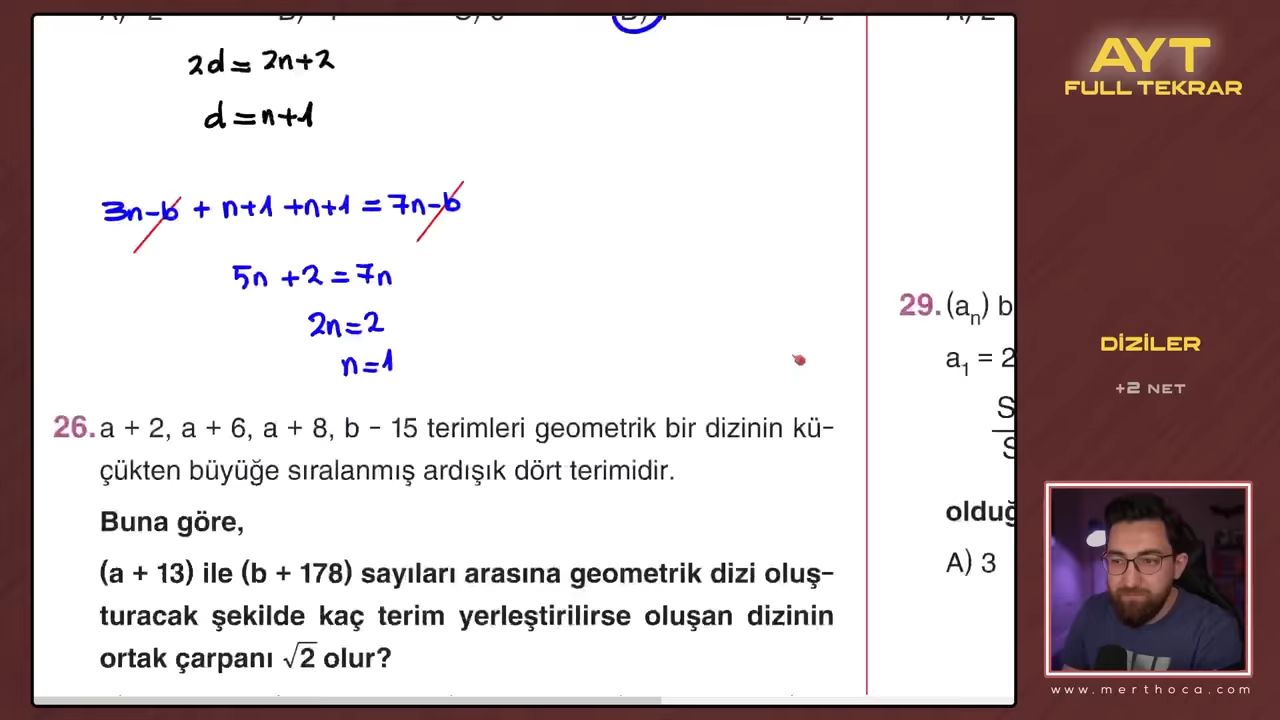 2d = 2n+2
d = n+1
3n-b + n+1 +n+1 = 7n-b
5n +2 = 7n
2n=2
n=1
26. a + 2, a + 6, a + 8, b - 15 terimleri geometrik bir dizinin kü-
çükten büyüğe sıralanmış ardışık dört terimidir.
Buna göre,
(a + 13) ile (b + 178) sayıları arasına geometrik dizi oluş-
turacak şekilde kaç terim yerleştirilirse oluşan dizinin
ortak çarpanı √2 olur?
29. (aₙ) b
a₁ = 2
S
S
olduğ
A) 3
AYT
FULL TEKRAR
DİZİLER
+2 NET
www.merthoca.com